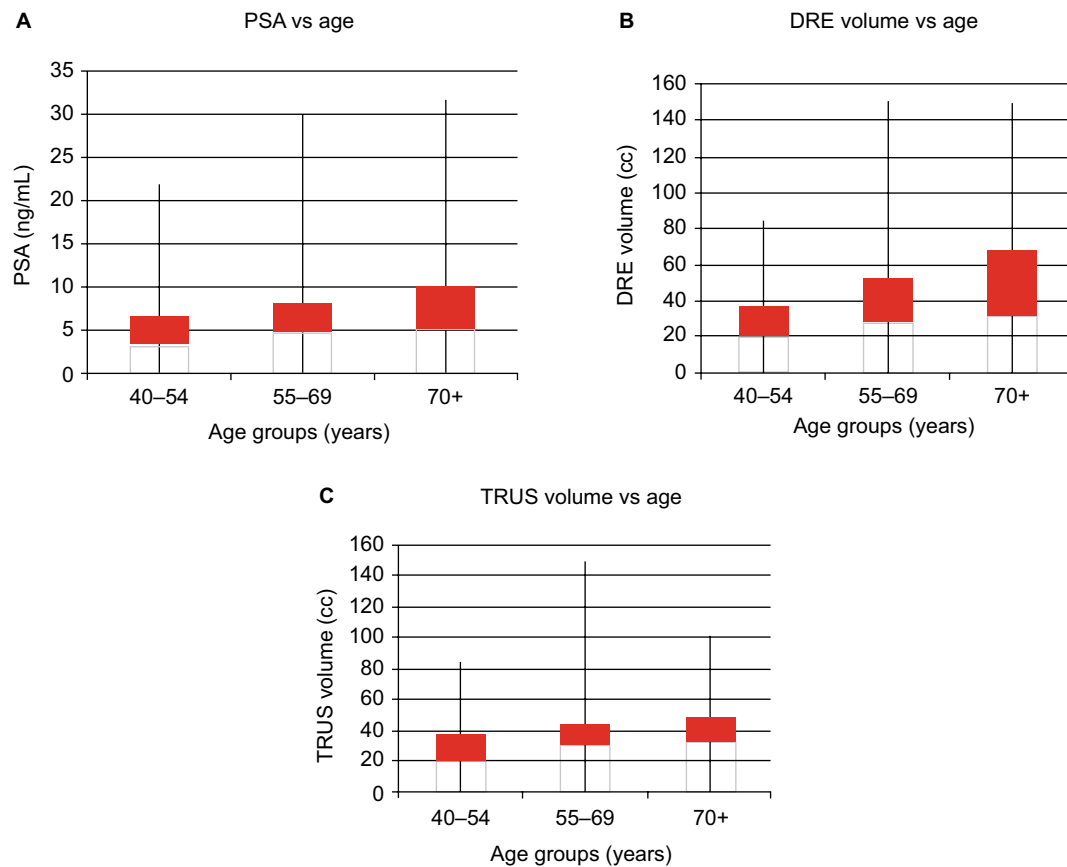 A
PSA vs age
PSA (ng/mL)
35
30
25
20
15
10
5
0
40–54
55–69
70+
Age groups (years)
B
DRE volume vs age
DRE volume (cc)
160
140
120
100
80
60
40
20
0
40–54
55–69
70+
Age groups (years)
C
TRUS volume vs age
TRUS volume (cc)
160
140
120
100
80
60
40
20
0
40–54
55–69
70+
Age groups (years)